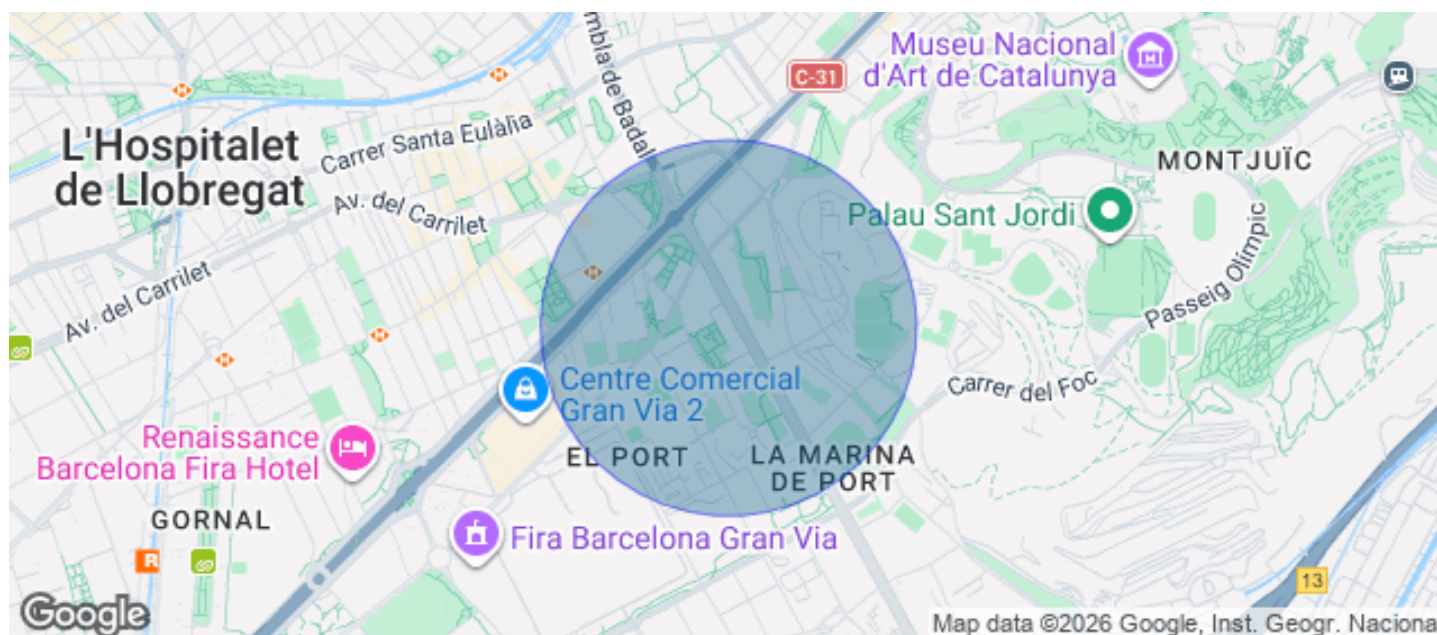 Museu Nacional
d'Art de Catalunya
C-31
L'Hospitalet
de Llobregat
Carrer Santa Eulàlia
MONTJUÏC
Av. del Carrilet
Palau Sant Jordi
Av. del Carrilet
Passeig Olímpic
Centre Comercial
Gran Via 2
Carrer del Foc
Renaissance
Barcelona Fira Hotel
EL PORT
LA MARINA
DE PORT
GORNAL
Fira Barcelona Gran Via
R
13
Google
Map data ©2026 Google, Inst. Geogr. Naciona